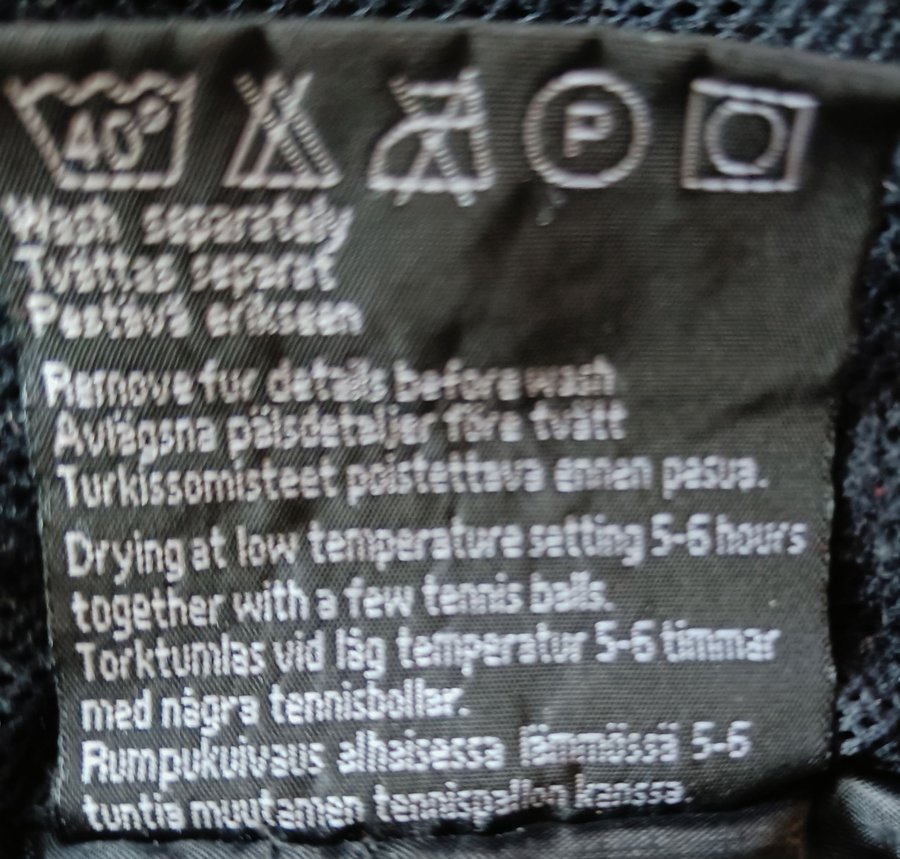 40°
P
Wash separately
Tvättas separat
Pestävä erikseen
Remove fur details before wash
Avlägsna pälsdetaljer före tvätt
Turkissomisteet poistettava ennen pesua.
Drying at low temperature setting 5-6 hours
together with a few tennis balls.
Torktumlas vid låg temperatur 5-6 timmar
med några tennisbollar.
Rumpukuivaus alhaisessa lämmössä 5-6
tuntia muutamen tennispallon kanssa.